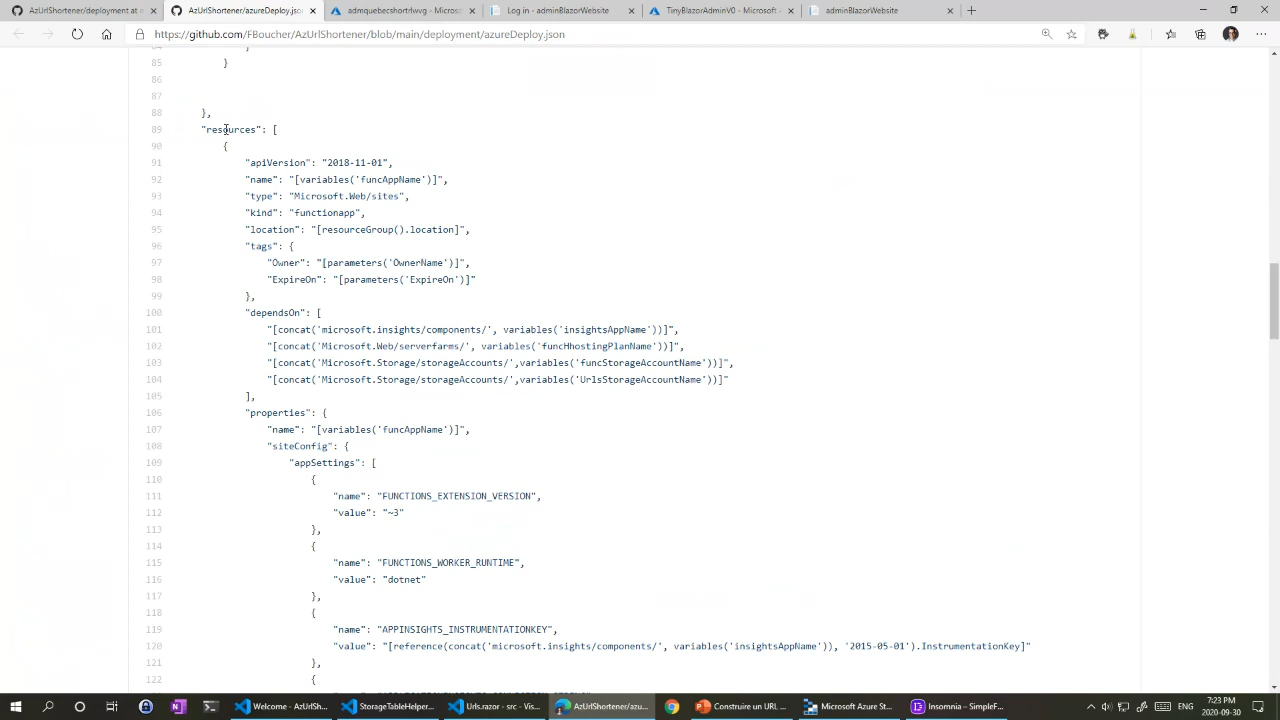 AzUrlShortener/deployment at m
AzUrlShortener/azureDeploy.json
admquebecshortrlwg - Microsoft
Log in - adminBlazorWebsite
TinyBlazorAdminV0 - Microsoft
adminBlazorWebsite
https://github.com/FBoucher/AzUrlShortener/blob/main/deployment/azureDeploy.json
84 }
85 }
86
87
88 },
89 "resources": [
90 {
91 "apiVersion": "2018-11-01",
92 "name": "[variables('funcAppName')]",
93 "type": "Microsoft.Web/sites",
94 "kind": "functionapp",
95 "location": "[resourceGroup().location]",
96 "tags": {
97 "Owner": "[parameters('OwnerName')]",
98 "ExpireOn": "[parameters('ExpireOn')]"
99 },
100 "dependsOn": [
101 "[concat('microsoft.insights/components/', variables('insightsAppName'))]",
102 "[concat('Microsoft.Web/serverfarms/', variables('funcHhostingPlanName'))]",
103 "[concat('Microsoft.Storage/storageAccounts/',variables('funcStorageAccountName'))]",
104 "[concat('Microsoft.Storage/storageAccounts/',variables('UrlsStorageAccountName'))]"
105 ],
106 "properties": {
107 "name": "[variables('funcAppName')]",
108 "siteConfig": {
109 "appSettings": [
110 {
111 "name": "FUNCTIONS_EXTENSION_VERSION",
112 "value": "~3"
113 },
114 {
115 "name": "FUNCTIONS_WORKER_RUNTIME",
116 "value": "dotnet"
117 },
118 {
119 "name": "APPINSIGHTS_INSTRUMENTATIONKEY",
120 "value": "[reference(concat('microsoft.insights/components/', variables('insightsAppName')), '2015-05-01').InstrumentationKey]"
121 },
122 {
Welcome - AzUrlSh...
StorageTableHelper...
Urls.razor - src - Vis...
AzUrlShortener/azu...
Construire un URL ...
Microsoft Azure St...
Insomnia – SimpleF...
ENG
7:23 PM
2020-09-30